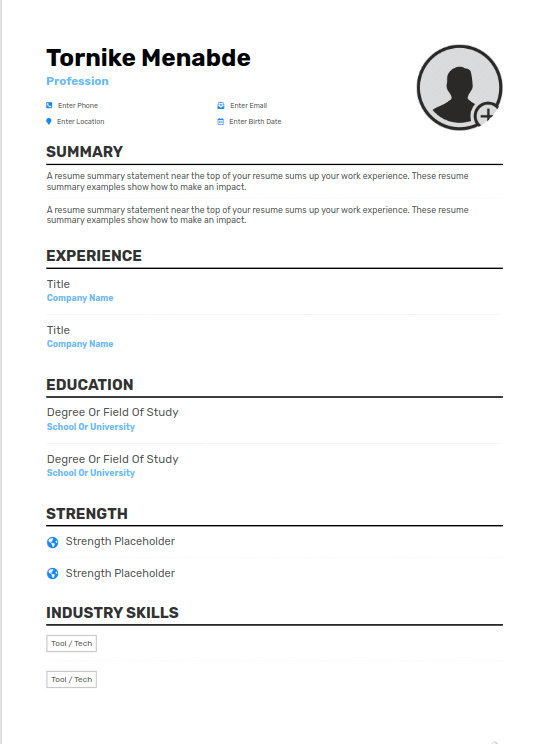 Tornike Menabde
Profession
Enter Phone
Enter Email
Enter Location
Enter Birth Date
SUMMARY
A resume summary statement near the top of your resume sums up your work experience. These resume
summary examples show how to make an impact.
A resume summary statement near the top of your resume sums up your work experience. These resume
summary examples show how to make an impact.
EXPERIENCE
Title
Company Name
Title
Company Name
EDUCATION
Degree Or Field Of Study
School Or University
Degree Or Field Of Study
School Or University
STRENGTH
Strength Placeholder
Strength Placeholder
INDUSTRY SKILLS
Tool / Tech
Tool / Tech